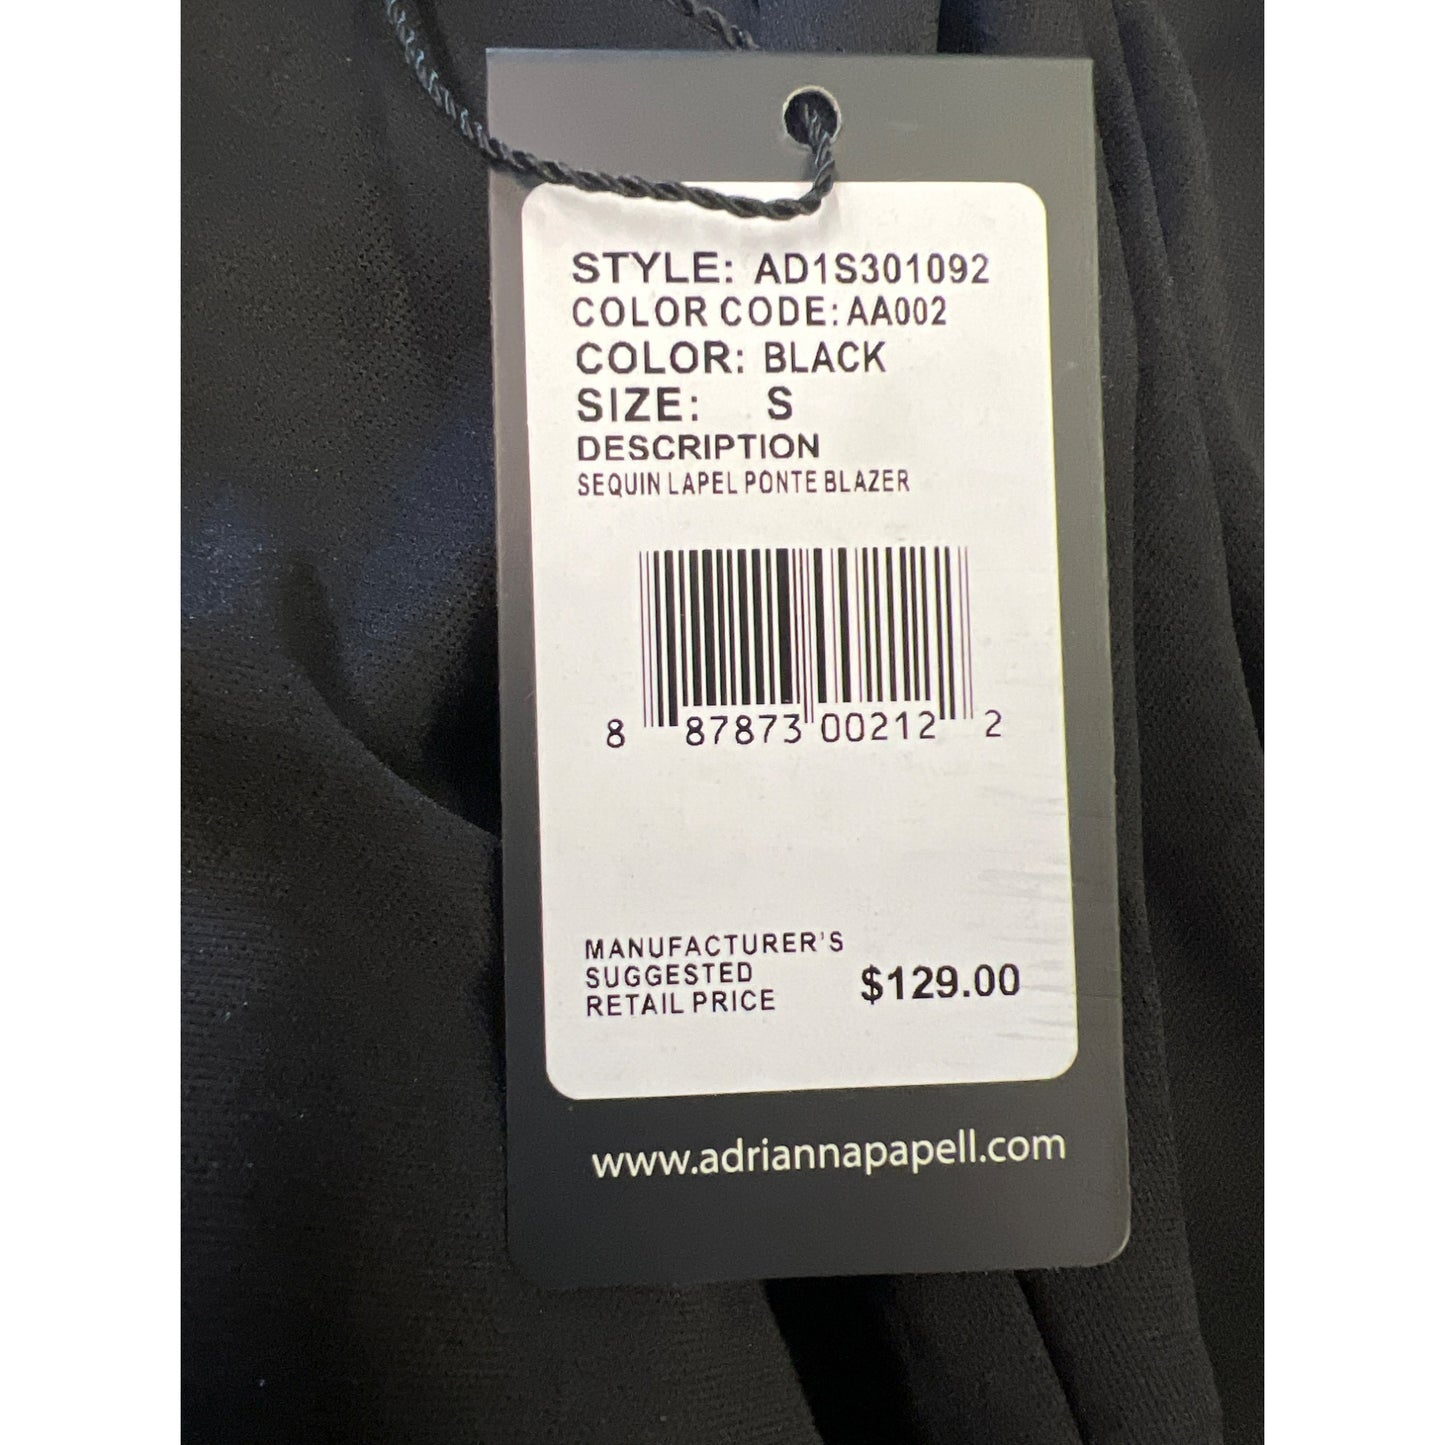 STYLE: AD1S301092
COLOR CODE: AA002
COLOR: BLACK
SIZE: S
DESCRIPTION
SEQUIN LAPEL PONTE BLAZER
8 87873 00212 2
MANUFACTURER'S
SUGGESTED
RETAIL PRICE $129.00
www.adriannapapell.com